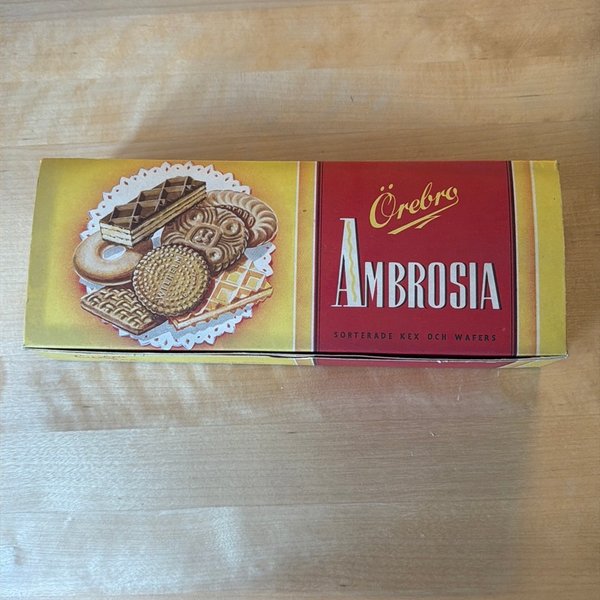 Örebro
AMBROSIA
SORTERADE KEX OCH WAFERS